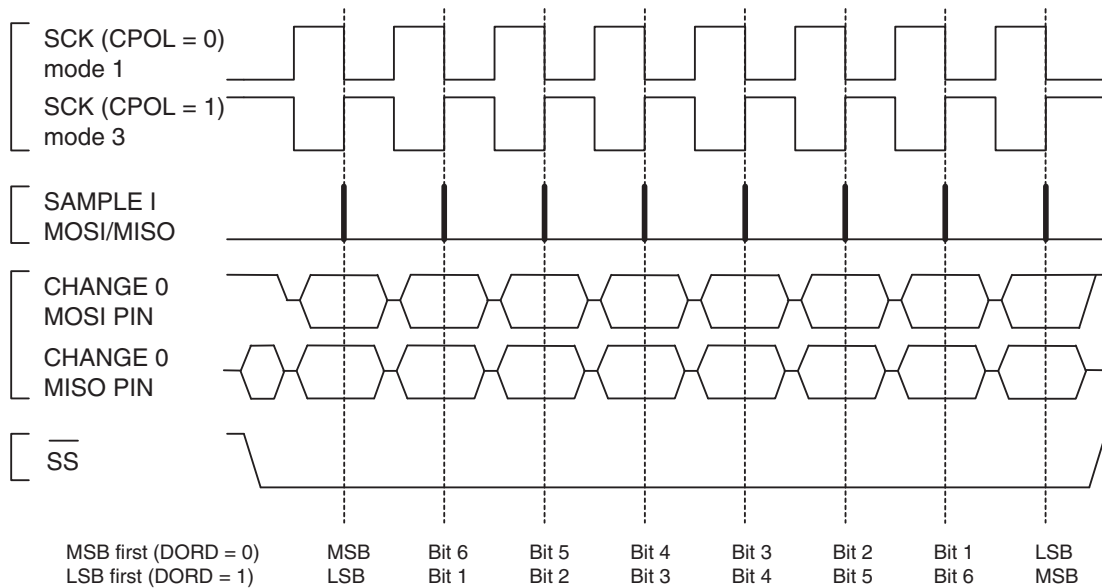 SCK (CPOL = 0)
mode 1
SCK (CPOL = 1)
mode 3
SAMPLE I
MOSI/MISO
CHANGE 0
MOSI PIN
CHANGE 0
MISO PIN
SS
MSB first (DORD = 0) MSB Bit 6 Bit 5 Bit 4 Bit 3 Bit 2 Bit 1 LSB
LSB first (DORD = 1) LSB Bit 1 Bit 2 Bit 3 Bit 4 Bit 5 Bit 6 MSB